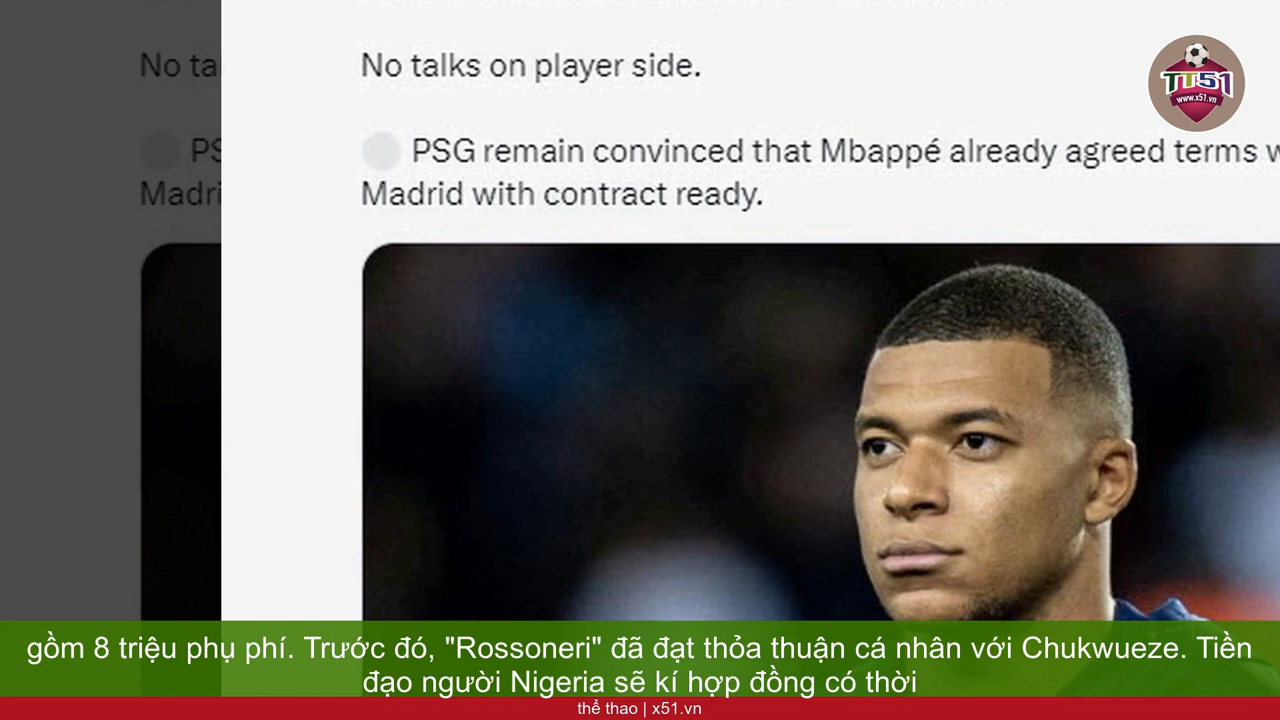 No ta
No talks on player side.
TT51
www.x51.vn
PS
PSG remain convinced that Mbappé already agreed terms w
Madri
Madrid with contract ready.
gồm 8 triệu phụ phí. Trước đó, "Rossoneri" đã đạt thỏa thuận cá nhân với Chukwueze. Tiền
đạo người Nigeria sẽ kí hợp đồng có thời
thể thao | x51.vn